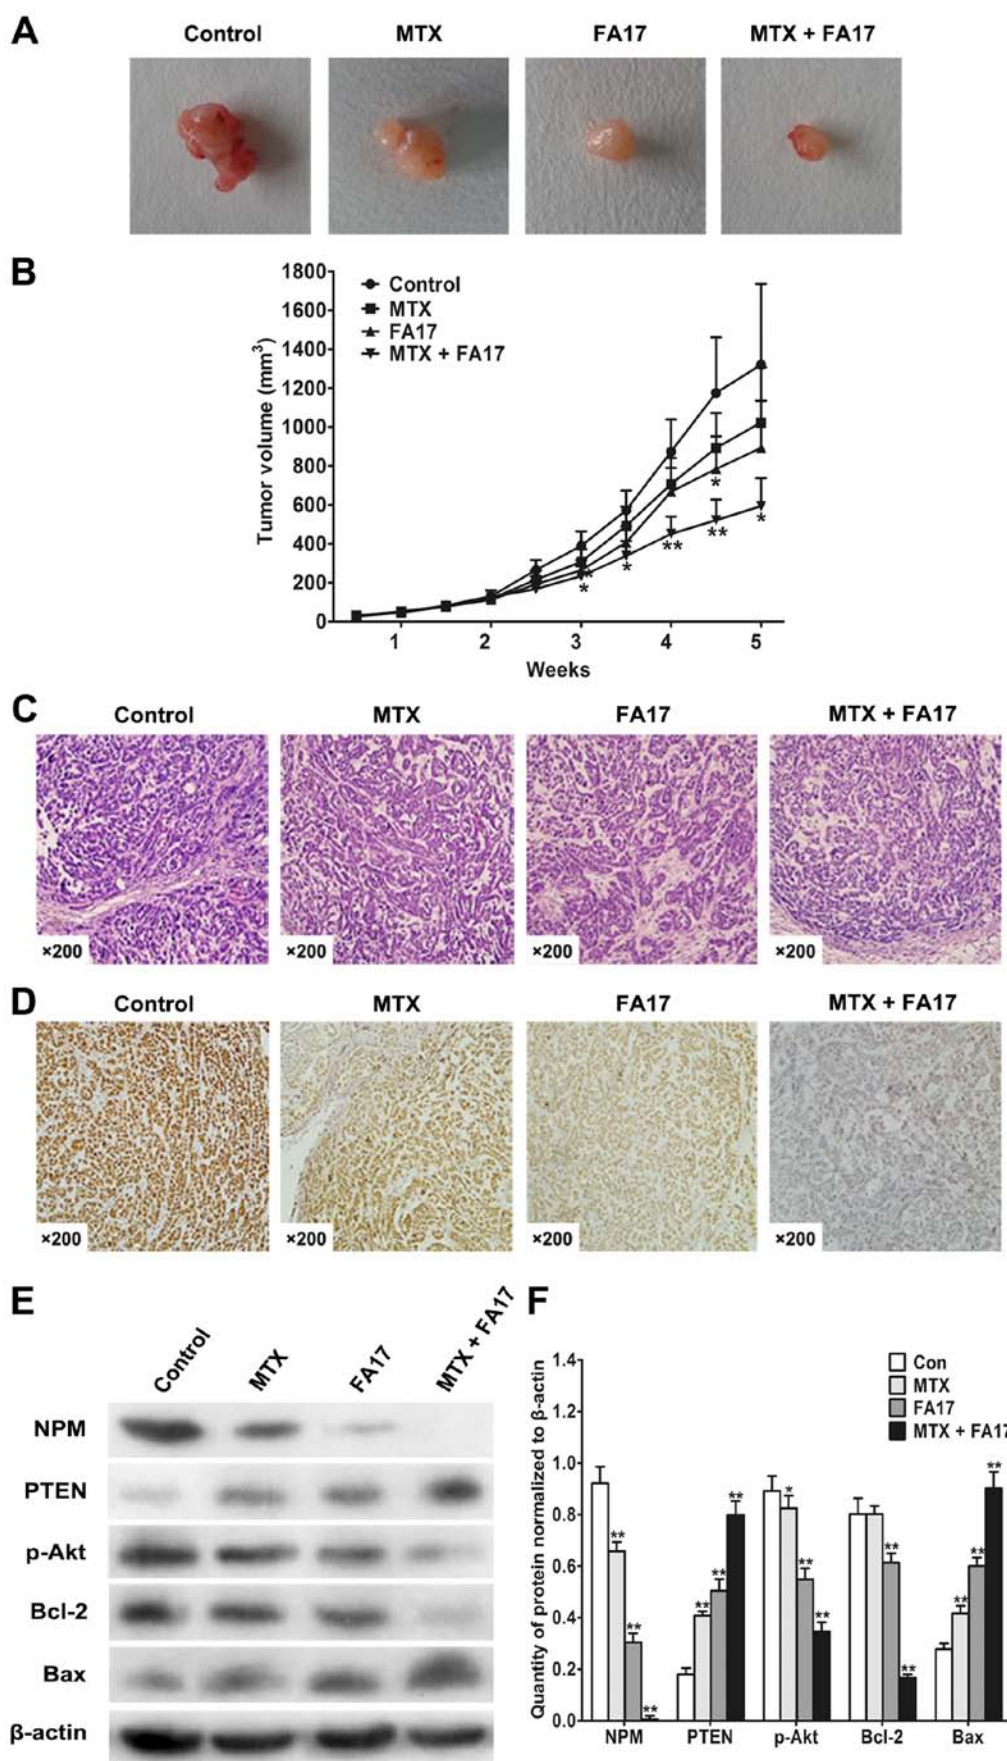 A
Control MTX FA17 MTX + FA17
B
Tumor volume (mm³)
1800
1600
1400
1200
1000
800
600
400
200
0
Control
MTX
FA17
MTX + FA17
*
**
**
*
*
*
*
1 2 3 4 5
Weeks
C
Control MTX FA17 MTX + FA17
×200 ×200 ×200 ×200
D
Control MTX FA17 MTX + FA17
×200 ×200 ×200 ×200
E
Control MTX FA17 MTX + FA17
NPM
PTEN
p-Akt
Bcl-2
Bax
β-actin
F
Quantity of protein normalized to β-actin
1.4
1.2
1.0
0.8
0.6
0.4
0.2
0.0
Con
MTX
FA17
MTX + FA17
** ** **
** ** **
* ** **
** **
** ** **
NPM PTEN p-Akt Bcl-2 Bax